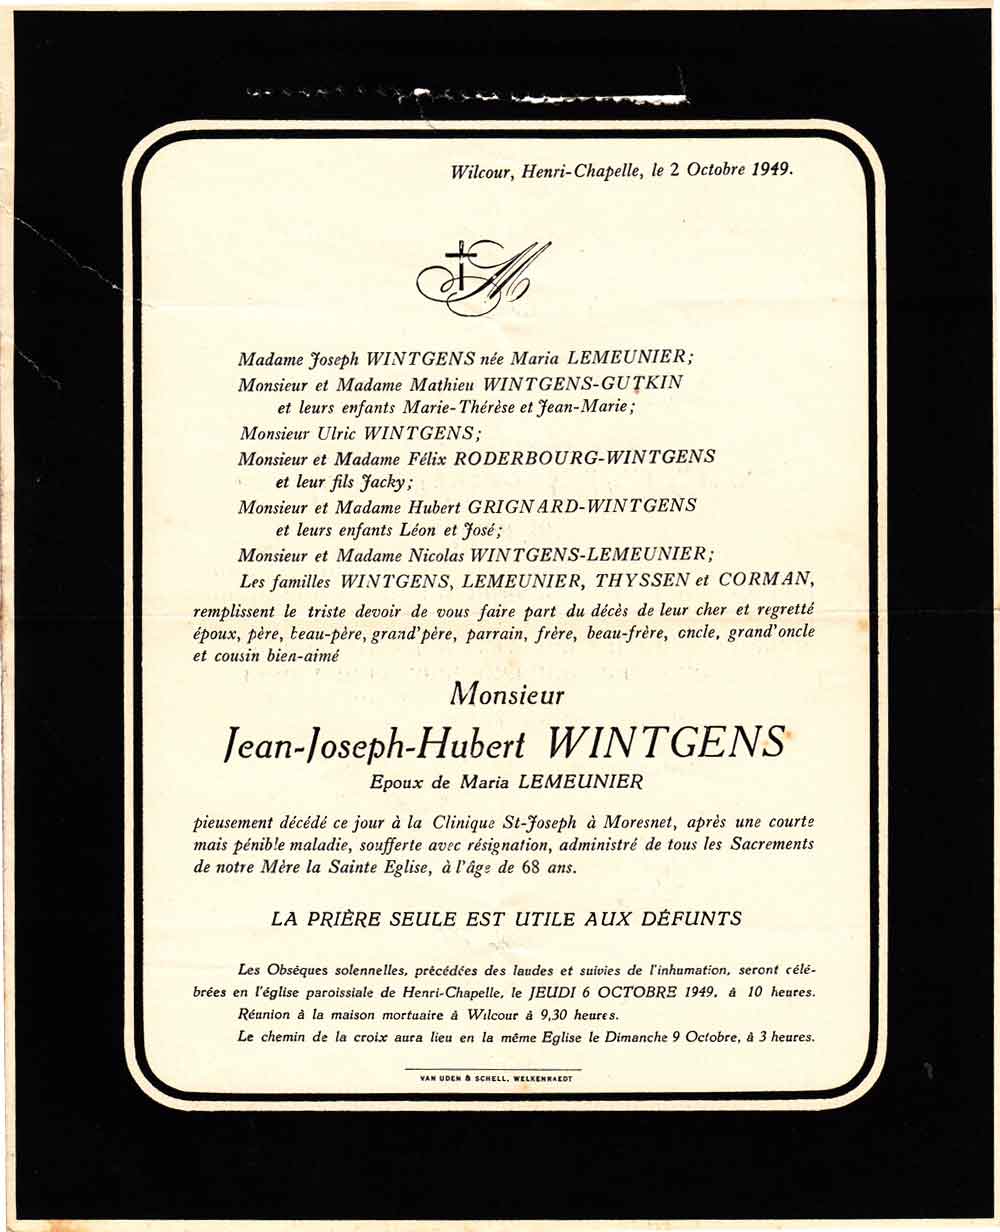 Wilcour, Henri-Chapelle, le 2 Octobre 1949.
M
Madame Joseph WINTGENS née Maria LEMEUNIER;
Monsieur et Madame Mathieu WINTGENS-GUTKIN
et leurs enfants Marie-Thérèse et Jean-Marie;
Monsieur Ulric WINTGENS;
Monsieur et Madame Félix RODERBOURG-WINTGENS
et leur fils Jacky;
Monsieur et Madame Hubert GRIGNARD-WINTGENS
et leurs enfants Léon et José;
Monsieur et Madame Nicolas WINTGENS-LEMEUNIER;
Les familles WINTGENS, LEMEUNIER, THYSSEN et CORMAN,
remplissent le triste devoir de vous faire part du décès de leur cher et regretté
époux, père, beau-père, grand'père, parrain, frère, beau-frère, oncle, grand'oncle
et cousin bien-aimé
Monsieur
Jean-Joseph-Hubert WINTGENS
Epoux de Maria LEMEUNIER
pieusement décédé ce jour à la Clinique St-Joseph à Moresnet, après une courte
mais pénible maladie, soufferte avec résignation, administré de tous les Sacrements
de notre Mère la Sainte Eglise, à l'âge de 68 ans.
LA PRIÈRE SEULE EST UTILE AUX DÉFUNTS
Les Obsèques solennelles, précédées des laudes et suivies de l'inhumation, seront célé-
brées en l'église paroissiale de Henri-Chapelle, le JEUDI 6 OCTOBRE 1949, à 10 heures.
Réunion à la maison mortuaire à Wilcour à 9,30 heures.
Le chemin de la croix aura lieu en la même Eglise le Dimanche 9 Octobre, à 3 heures.
VAN UDEN & SCHELL, WELKENRAEDT